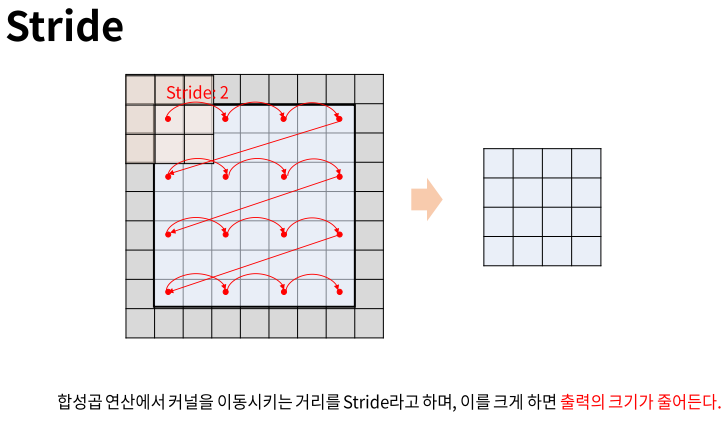 Stride
Stride: 2
합성곱 연산에서 커널을 이동시키는 거리를 Stride라고 하며, 이를 크게 하면 출력의 크기가 줄어든다.